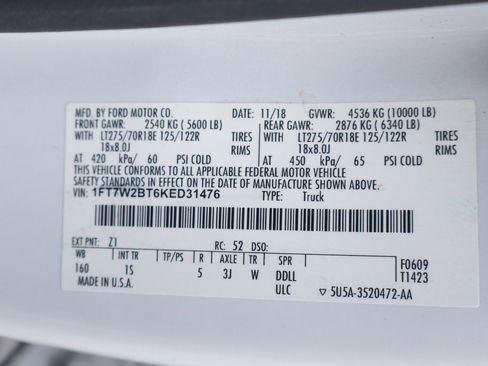 MFD. BY FORD MOTOR CO. 11/18 GVWR: 4536 KG (10000 LB)
FRONT GAWR: 2540 KG (5600 LB) REAR GAWR: 2876 KG (6340 LB)
WITH LT275/70R18E 125/122R TIRES WITH LT275/70R18E 125/122R TIRES
18x8.0J RIMS 18x8.0J RIMS
AT 420 kPa/ 60 PSI COLD AT 450 kPa/ 65 PSI COLD
THIS VEHICLE CONFORMS TO ALL APPLICABLE FEDERAL MOTOR VEHICLE
SAFETY STANDARDS IN EFFECT ON THE DATE OF MANUFACTURE SHOWN ABOVE.
VIN: 1FT7W2BT6KED31476 TYPE: Truck
EXT PNT: Z1 RC: 52 DSO:
WB INT TR TP/PS R AXLE TR SPR F0609
160 1S 5 3J W DDLL T1423
MADE IN U.S.A. ULC ▽ 5U5A-3520472-AA